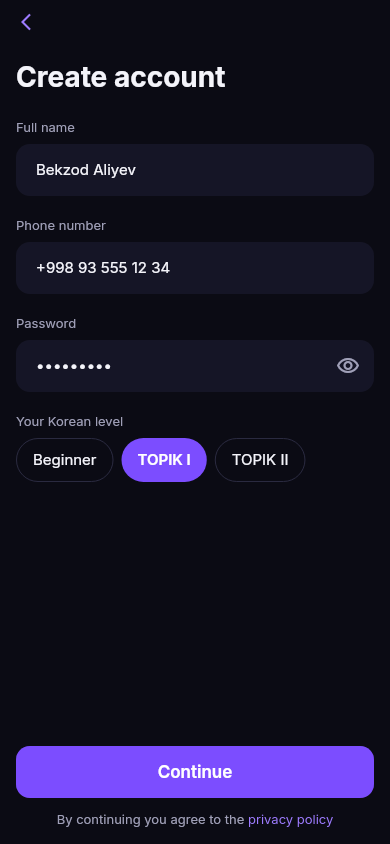 Create account
Full name
Bekzod Aliyev
Phone number
+998 93 555 12 34
Password
•••••••••
Your Korean level
Beginner TOPIK I TOPIK II
Continue
By continuing you agree to the privacy policy